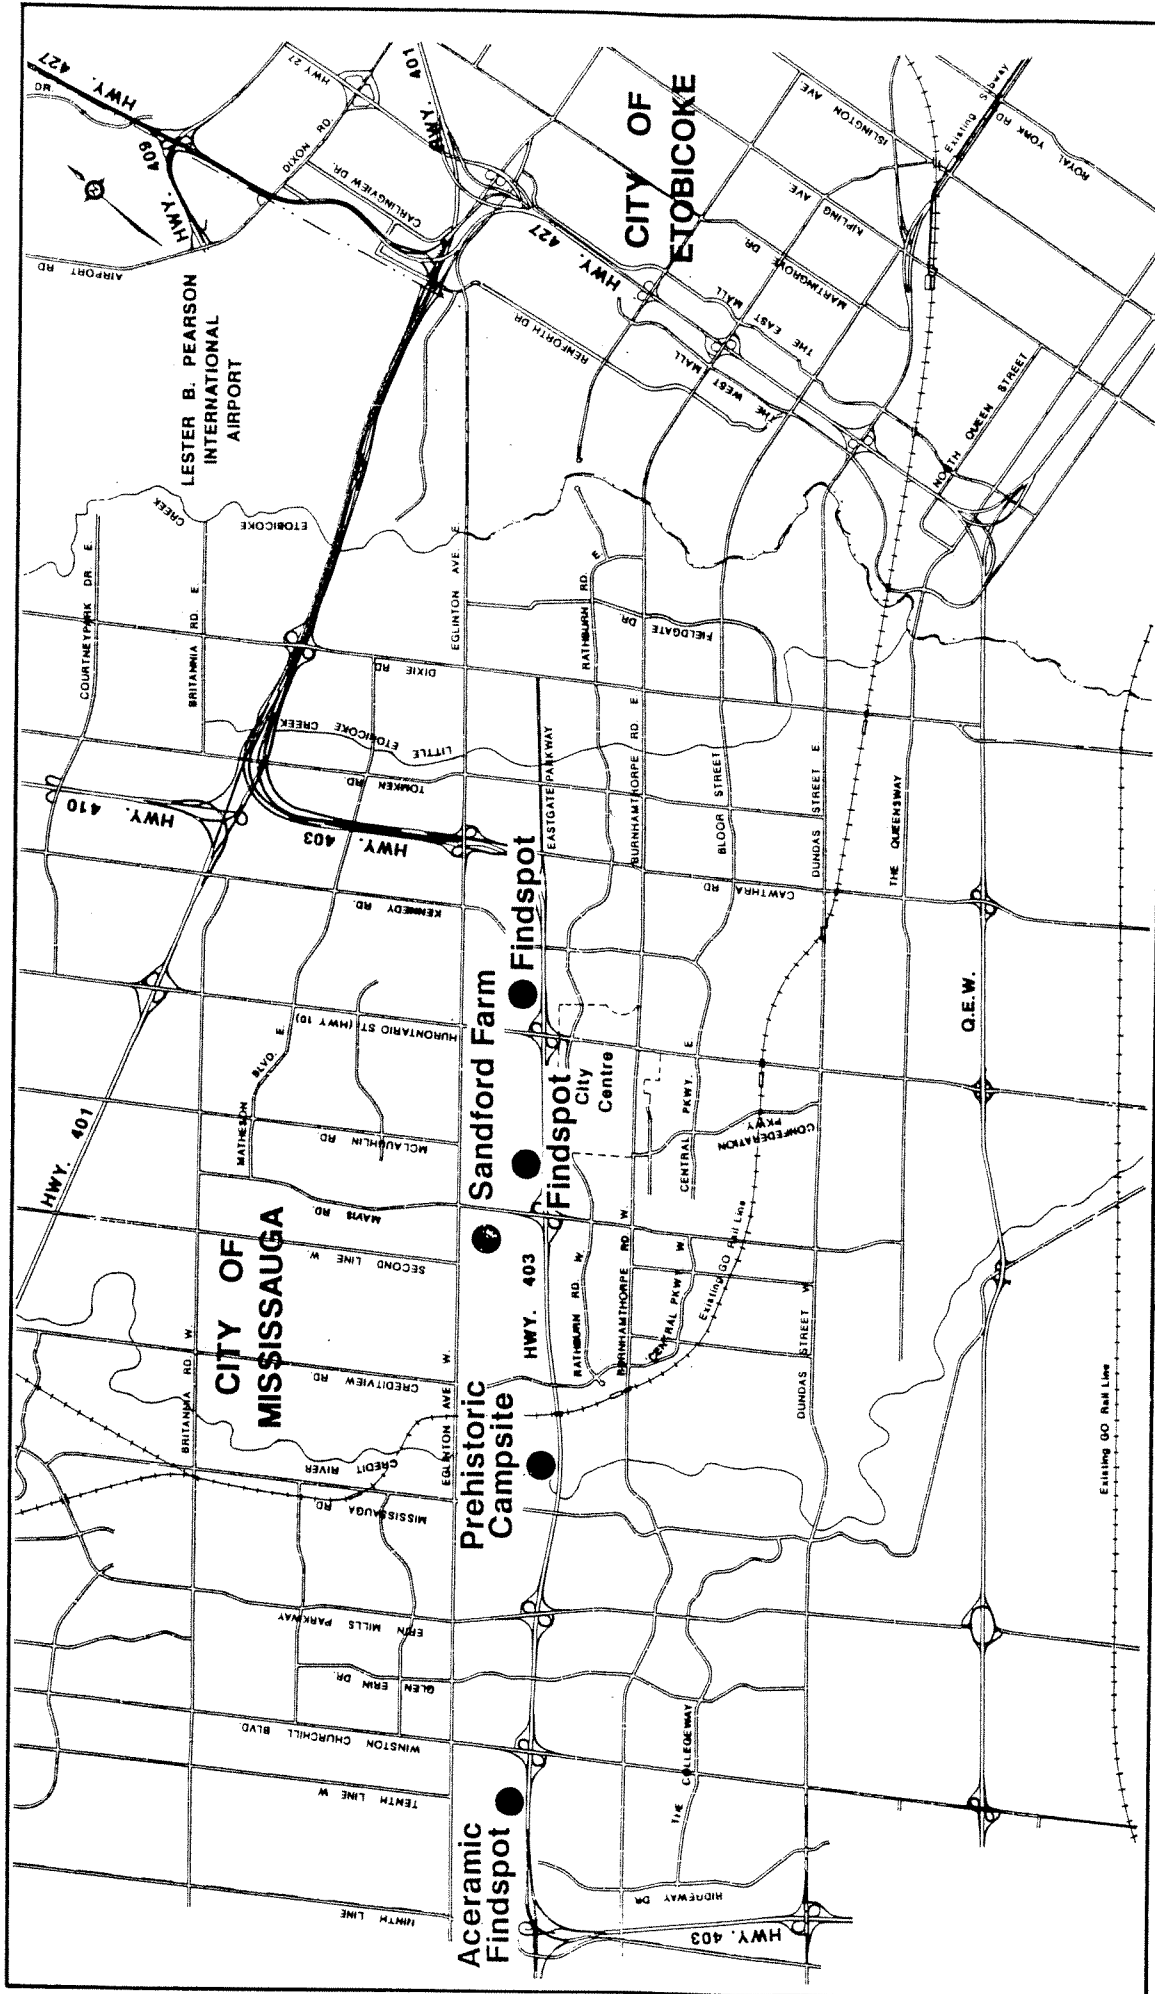 HWY. 427
HWY. 409
AIRPORT RD
DIXON RD.
HWY 27
CARLINGVIEW DR.
HWY. 401
LESTER B. PEARSON
INTERNATIONAL
AIRPORT
CITY OF
ETOBICOKE
HWY. 427
RENFORTH DR
THE WEST MALL
THE EAST MALL
MARTINGROVE DR.
KIPLING AVE.
ISLINGTON AVE.
Existing Subway
ROYAL YORK RD
NORTH QUEEN STREET
ETOBICOKE CREEK
COURTNEYPARK DR E.
BRITANNIA RD. E.
EGLINTON AVE. E.
DIXIE RD
RATHBURN RD. E
FIELDGATE DR.
LITTLE ETOBICOKE CREEK
TOMKEN RD
EASTGATE PARKWAY
BURNHAMTHORPE RD E
BLOOR STREET
DUNDAS STREET E
THE QUEENSWAY
HWY. 410
HWY. 403
KENNEDY RD.
CAWTHRA RD
Findspot
Sandford Farm
Findspot
City
Centre
HURONTARIO ST. (HWY 10)
MATHESON BLVD. E
MCLAUGHLIN RD
CENTRAL PKWY. E
CONFEDERATION PKWY
Q.E.W.
HWY. 401
MAVIS RD.
SECOND LINE W.
CITY OF
MISSISSAUGA
HWY. 403
RATHBURN RD W.
BURNHAMTHORPE RD W.
CENTRAL PKWY W.
Existing GO Rail Line
DUNDAS STREET W
BRITANNIA RD. W.
CREDITVIEW RD
EGLINTON AVE W.
CREDIT RIVER
MISSISSAUGA RD
Prehistoric
Campsite
Existing GO Rail Line
ERIN MILLS PARKWAY
GLEN ERIN DR.
WINSTON CHURCHILL BLVD.
TENTH LINE W
NINTH LINE
THE COLLEGEWAY
RIDGEWAY DR
HWY. 403
Aceramic
Findspot